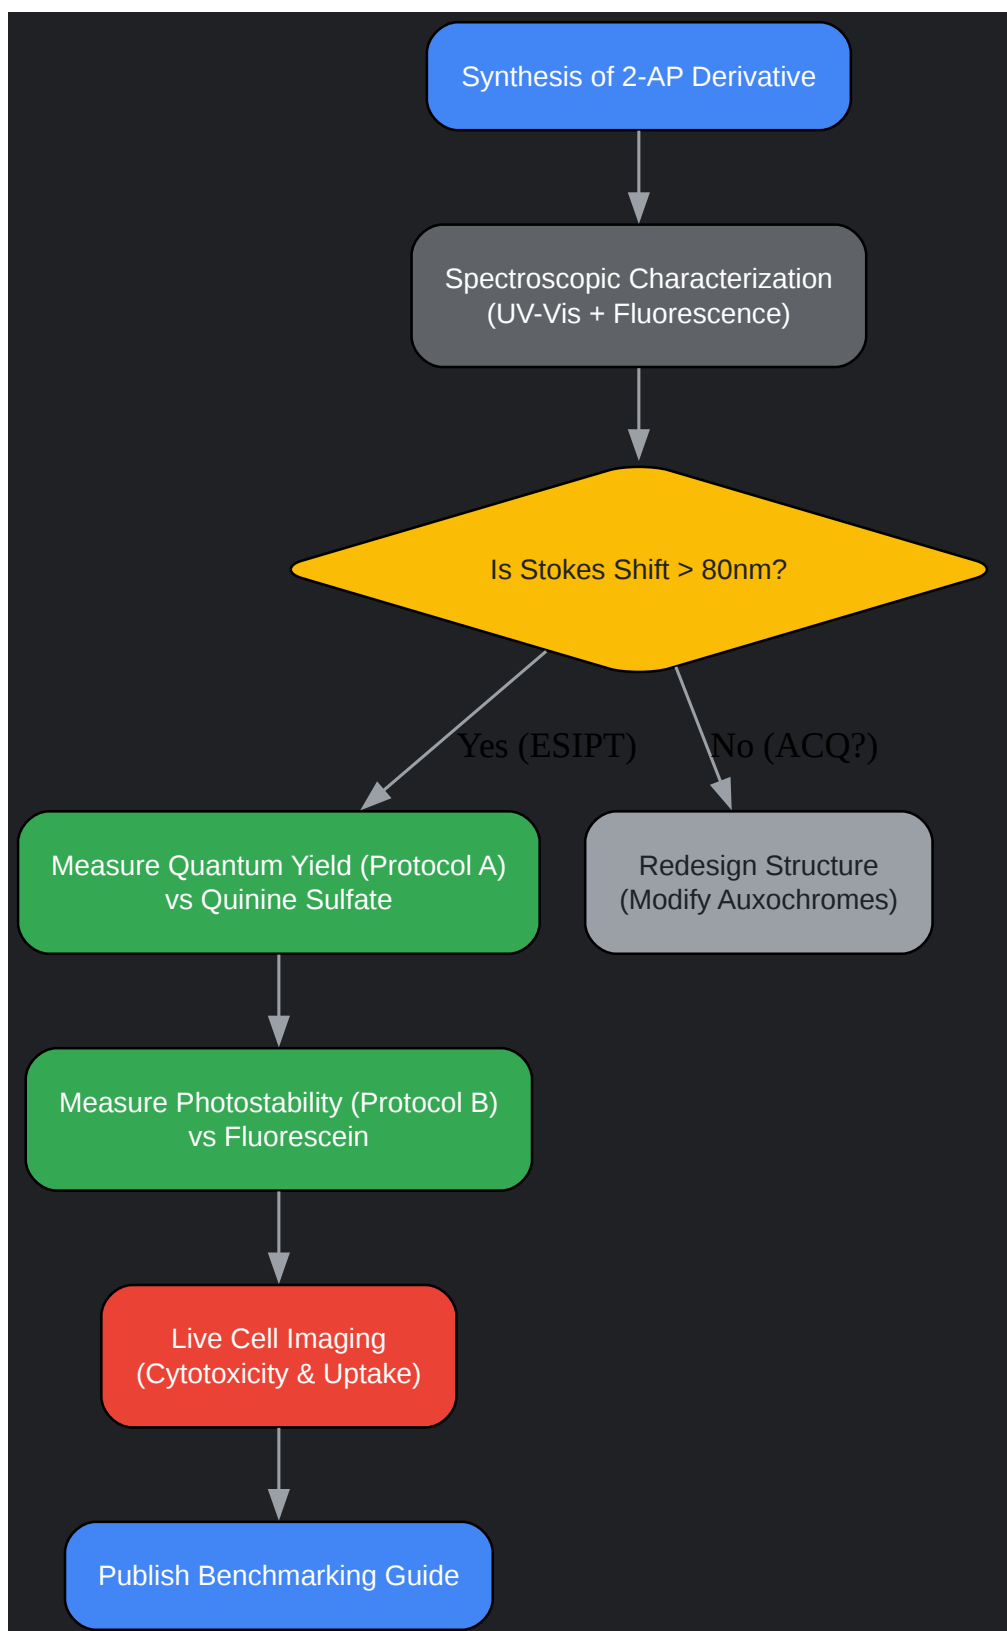 Synthesis of 2-AP Derivative
Spectroscopic Characterization
(UV-Vis + Fluorescence)
Is Stokes Shift > 80nm?
Yes (ESIPT)
No (ACQ?)
Measure Quantum Yield (Protocol A)
vs Quinine Sulfate
Redesign Structure
(Modify Auxochromes)
Measure Photostability (Protocol B)
vs Fluorescein
Live Cell Imaging
(Cytotoxicity & Uptake)
Publish Benchmarking Guide